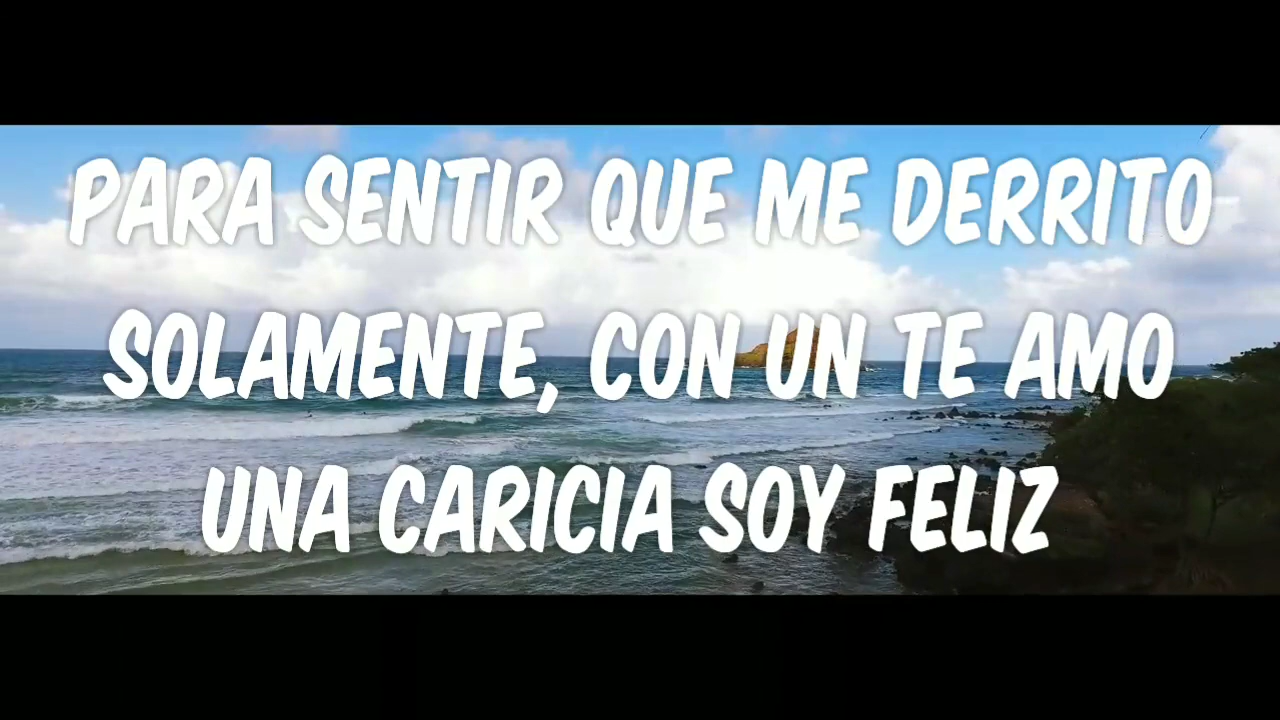 PARA SENTIR QUE ME DERRITO
SOLAMENTE, CON UN TE AMO
UNA CARICIA SOY FELIZ